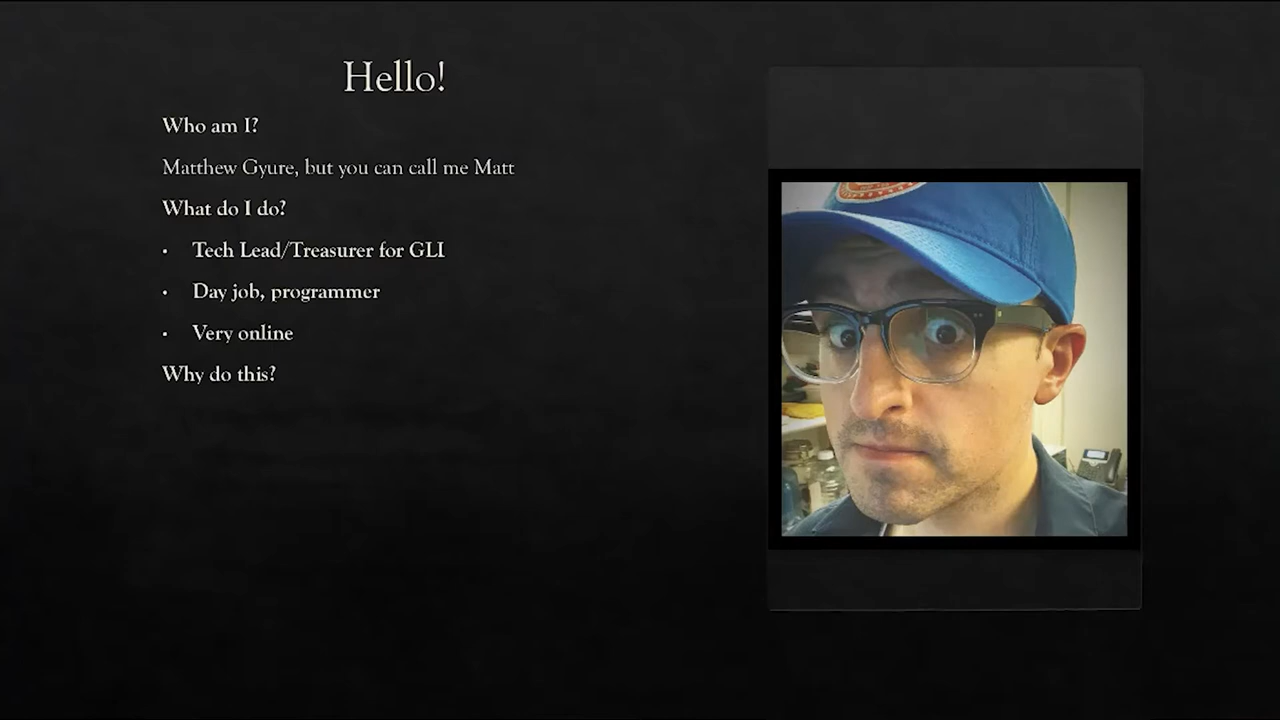 Hello!
Who am I?
Matthew Gyure, but you can call me Matt
What do I do?
• Tech Lead/Treasurer for GLI
• Day job, programmer
• Very online
Why do this?